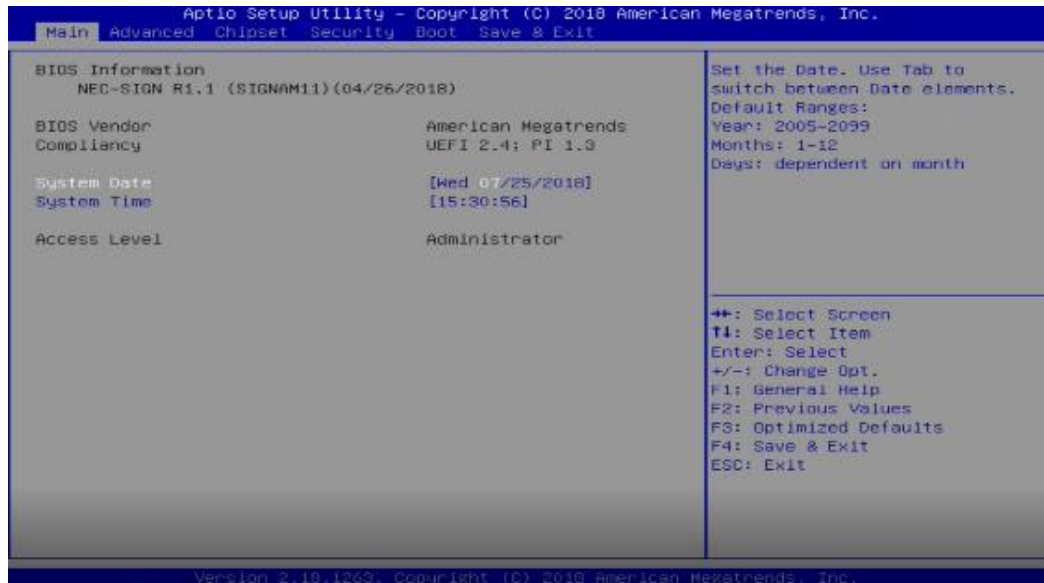 Aptio Setup Utility - Copyright (C) 2018 American Megatrends, Inc.
Main Advanced Chipset Security Boot Save & Exit
BIOS Information
NEC-SIGN R1.1 (SIGNAM11)(04/26/2018)
BIOS Vendor American Megatrends
Compliancy UEFI 2.4; PI 1.3
System Date [Wed 07/25/2018]
System Time [15:30:56]
Access Level Administrator
Set the Date. Use Tab to
switch between Date elements.
Default Ranges:
Year: 2005-2099
Months: 1-12
Days: dependent on month
→←: Select Screen
↑↓: Select Item
Enter: Select
+/-: Change Opt.
F1: General Help
F2: Previous Values
F3: Optimized Defaults
F4: Save & Exit
ESC: Exit
Version 2.18.1263. Copyright (C) 2018 American Megatrends, Inc.